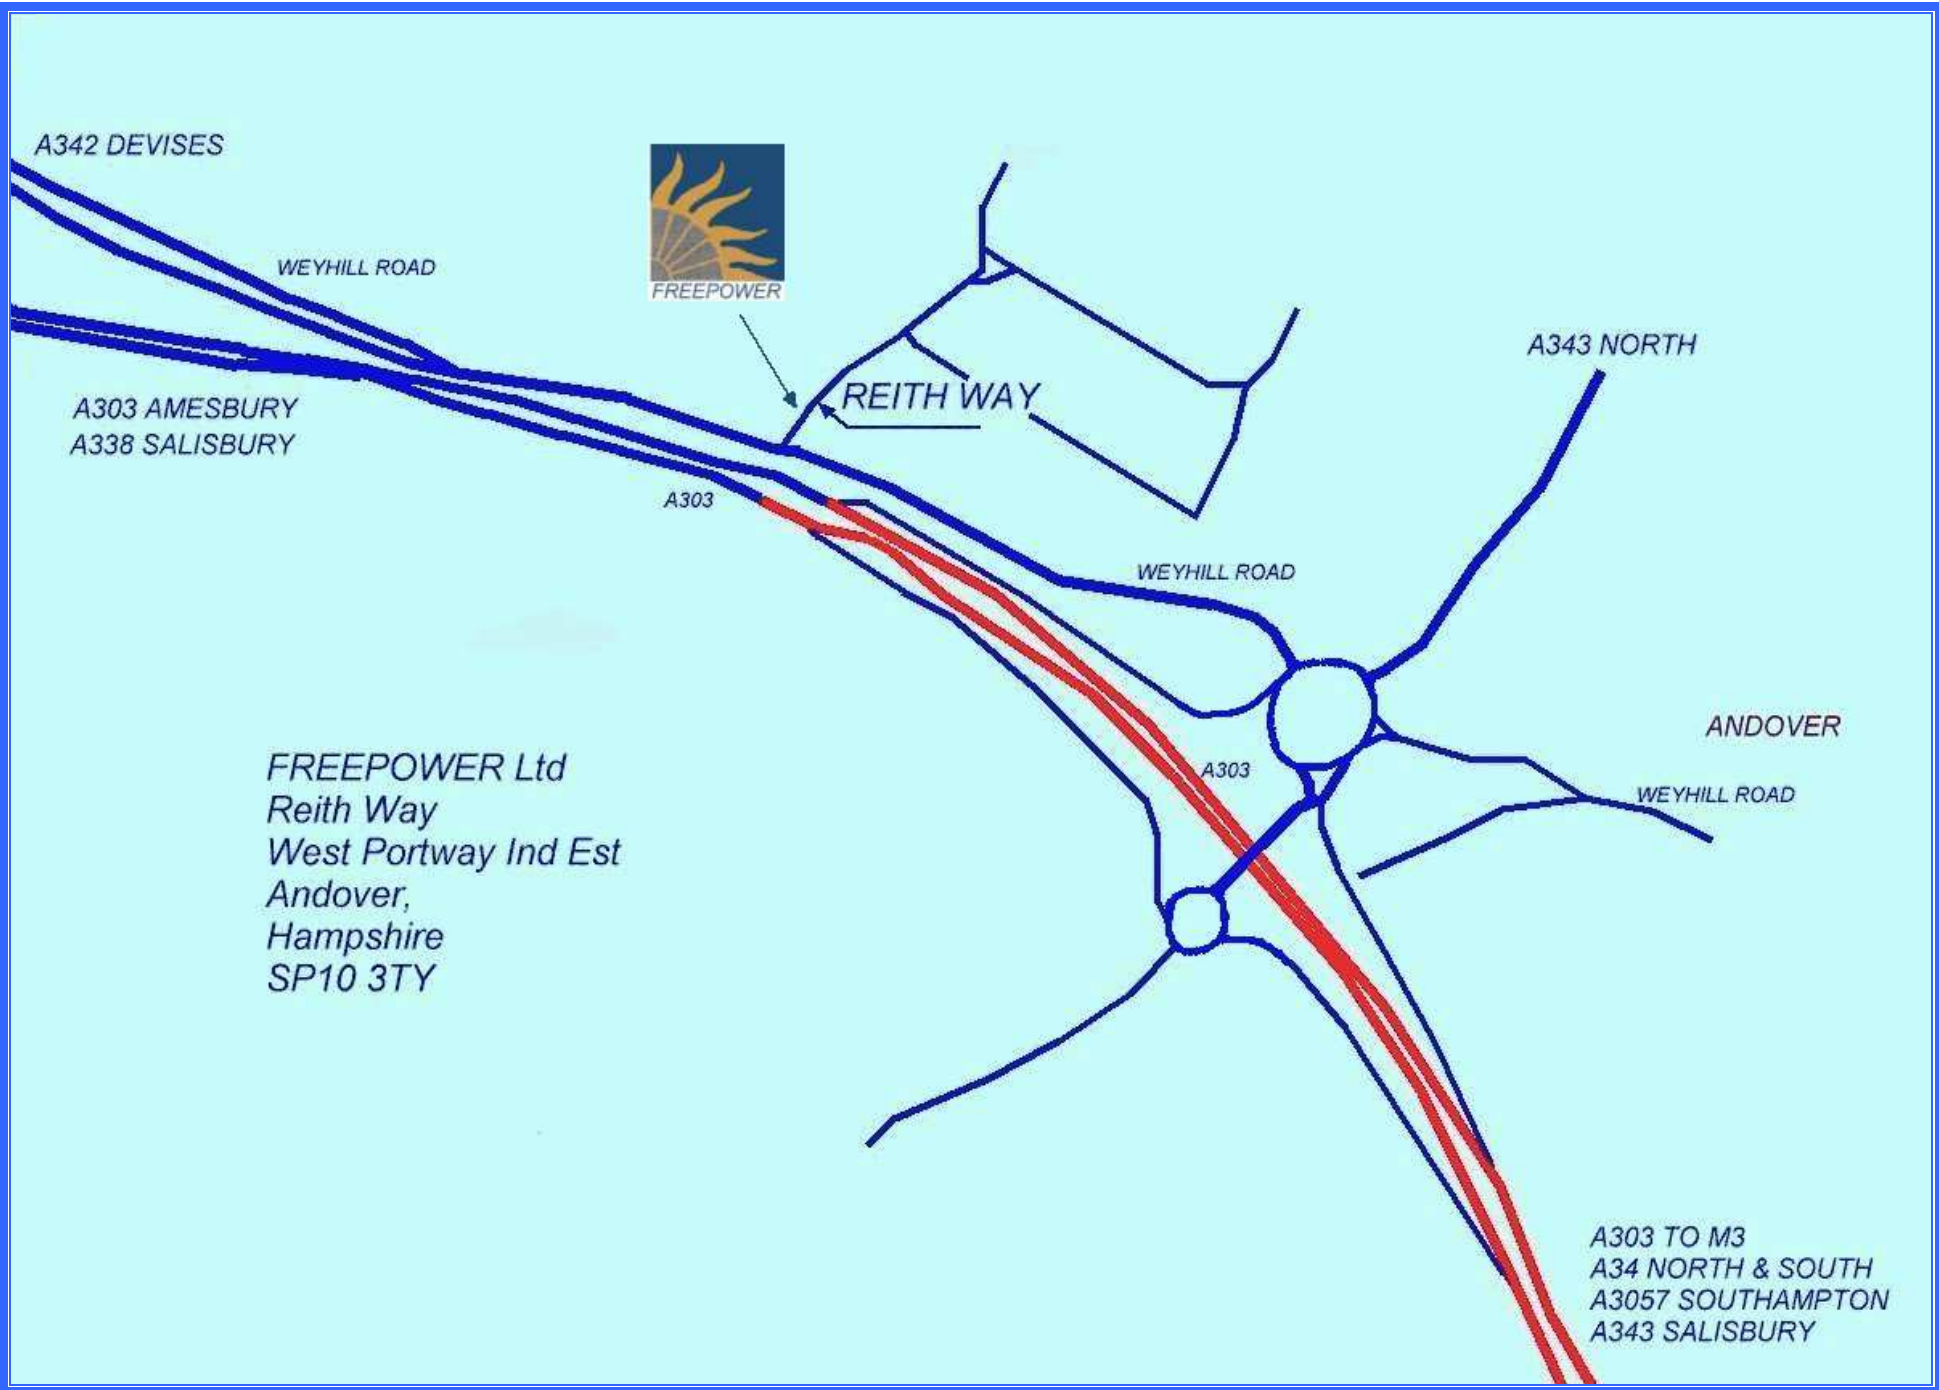 A342 DEVISES
WEYHILL ROAD
FREEPOWER
A343 NORTH
REITH WAY
A303 AMESBURY
A338 SALISBURY
A303
WEYHILL ROAD
ANDOVER
A303
WEYHILL ROAD
FREEPOWER Ltd
Reith Way
West Portway Ind Est
Andover,
Hampshire
SP10 3TY
A303 TO M3
A34 NORTH & SOUTH
A3057 SOUTHAMPTON
A343 SALISBURY